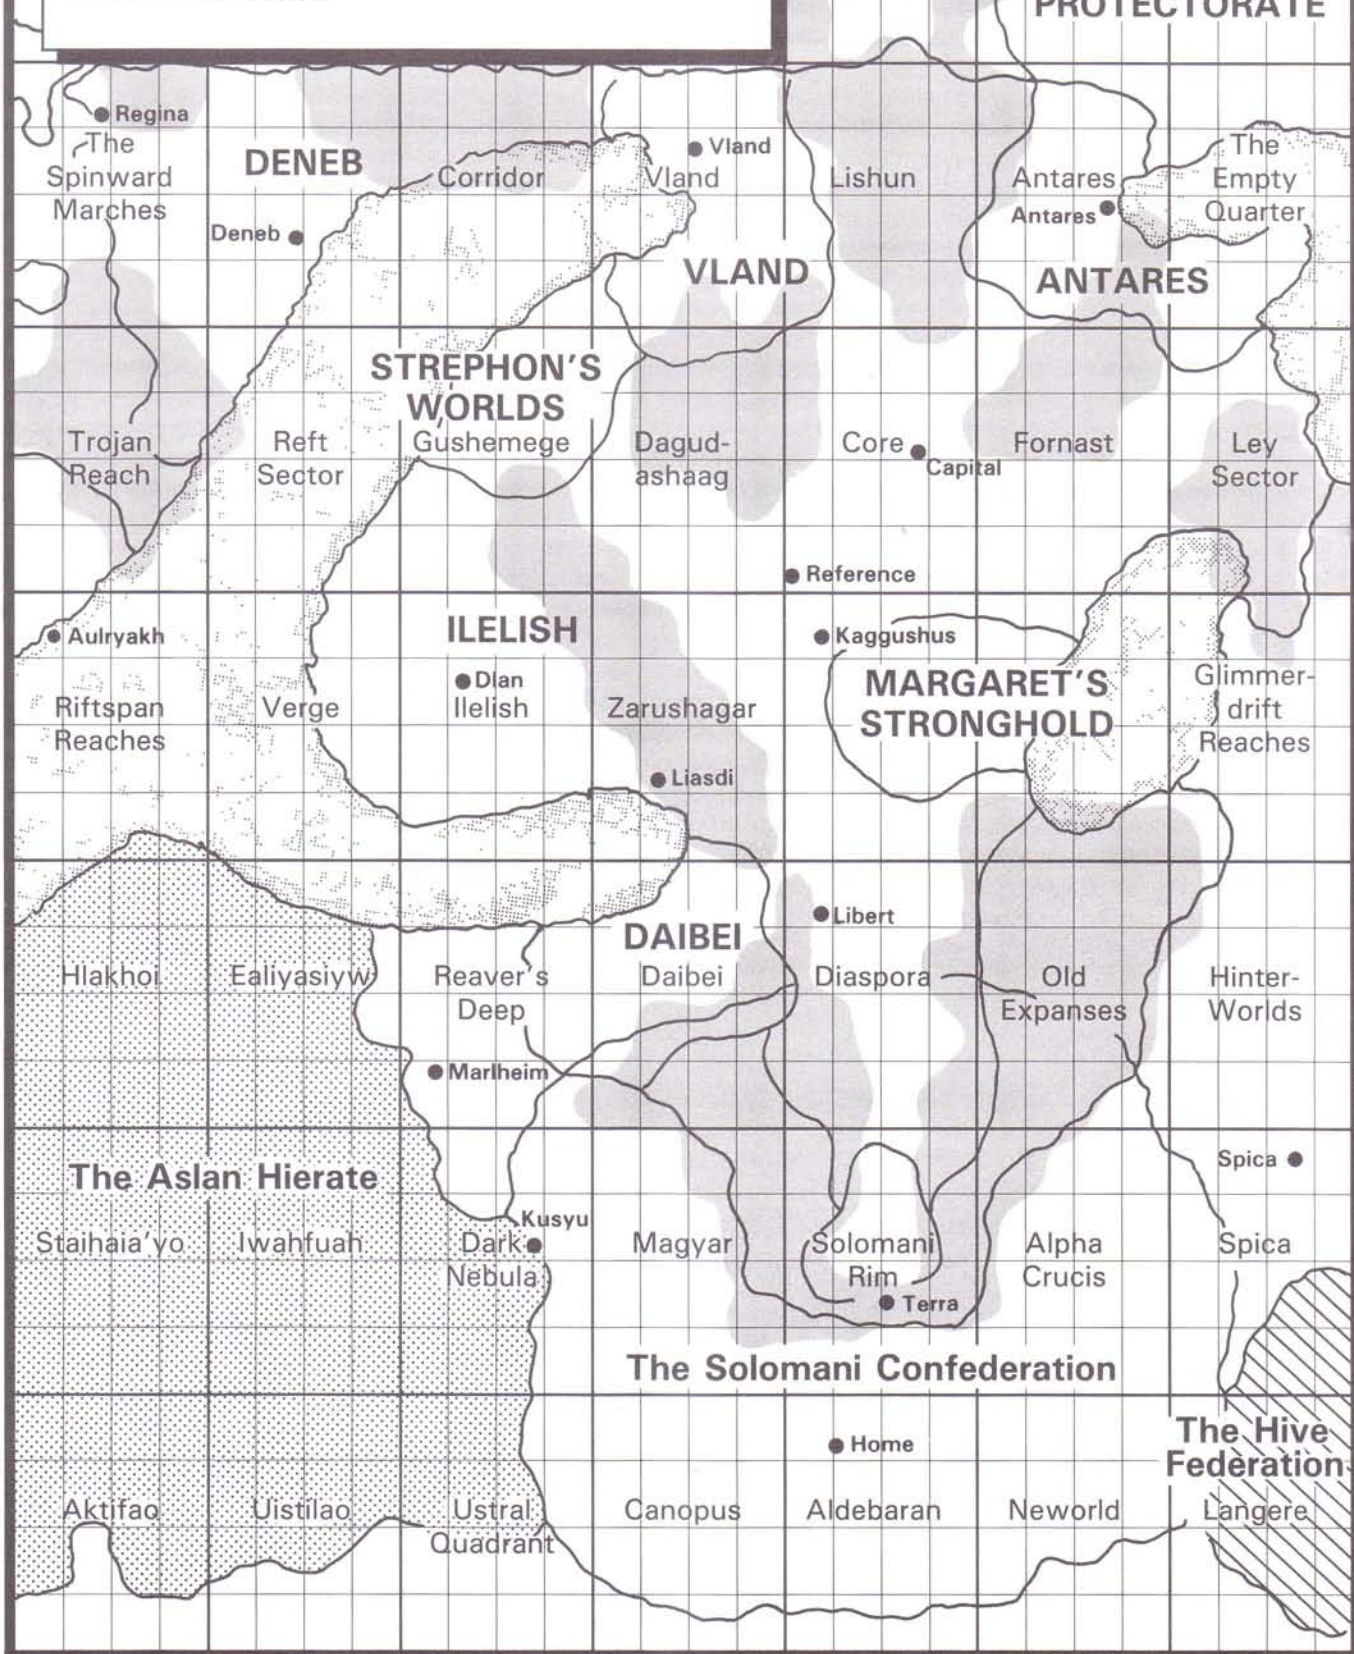 PROTECTORATE
Regina
The
Spinward
Marches
DENEB
Deneb
Corridor
Vland
Vland
VLAND
Lishun
Antares
Antares
ANTARES
The
Empty
Quarter
STREPHON'S
WORLDS
Gushemege
Trojan
Reach
Reft
Sector
Dagud-
ashaag
Core
Capital
Fornast
Ley
Sector
Reference
Aulryakh
ILELISH
Dlan
Ilelish
Kaggushus
MARGARET'S
STRONGHOLD
Glimmer-
drift
Reaches
Riftspan
Reaches
Verge
Zarushagar
Liasdi
Libert
DAIBEI
Hlakhoi
Ealiyasiyw
Reaver's
Deep
Daibei
Diaspora
Old
Expanses
Hinter-
Worlds
Marlheim
The Aslan Hierate
Spica
Kusyu
Staihaia'yo
Iwahfuah
Dark
Nebula
Magyar
Solomani
Rim
Terra
Alpha
Crucis
Spica
The Solomani Confederation
Home
The Hive
Federation
Aktifao
Uistilao
Ustral
Quadrant
Canopus
Aldebaran
Neworld
Langere